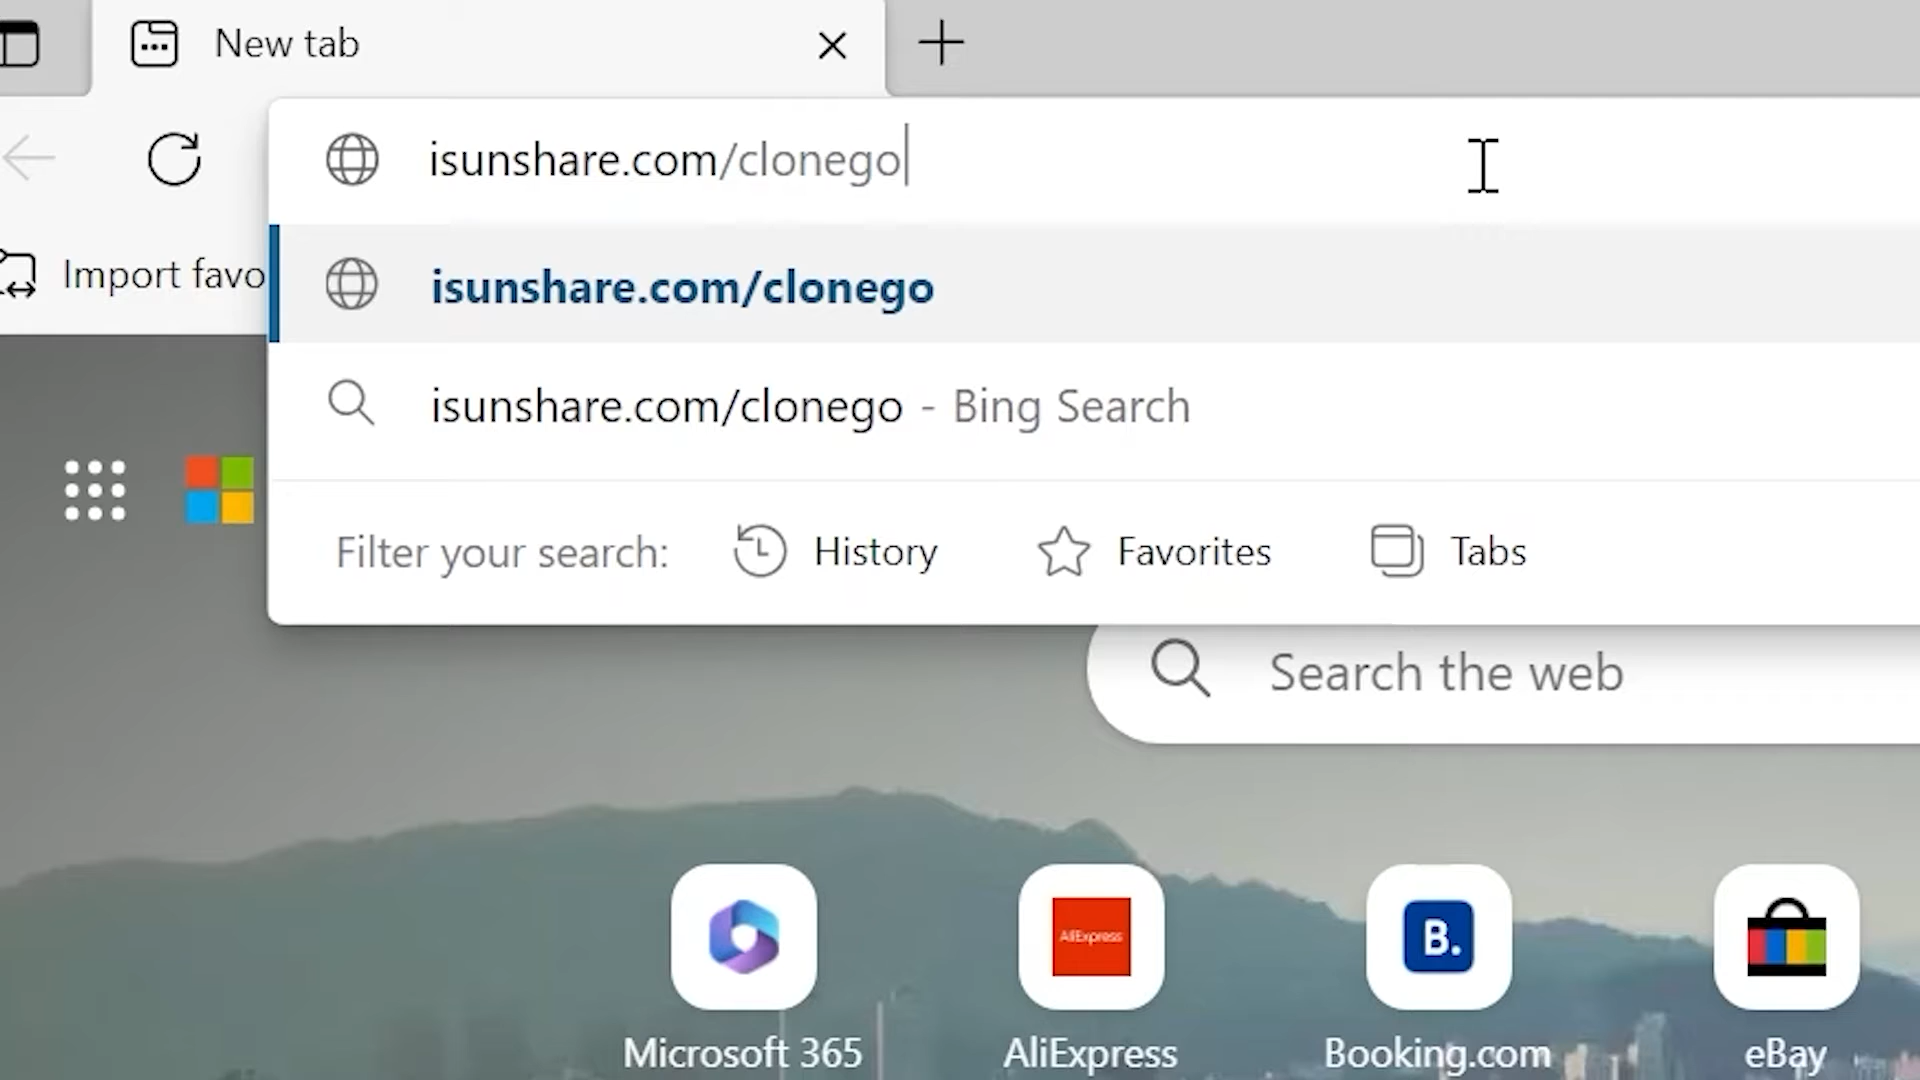 New tab
isunshare.com/clonego
Import favo
isunshare.com/clonego
isunshare.com/clonego - Bing Search
Filter your search: History Favorites Tabs
Search the web
AliExpress
B.
Microsoft 365 AliExpress Booking.com eBay